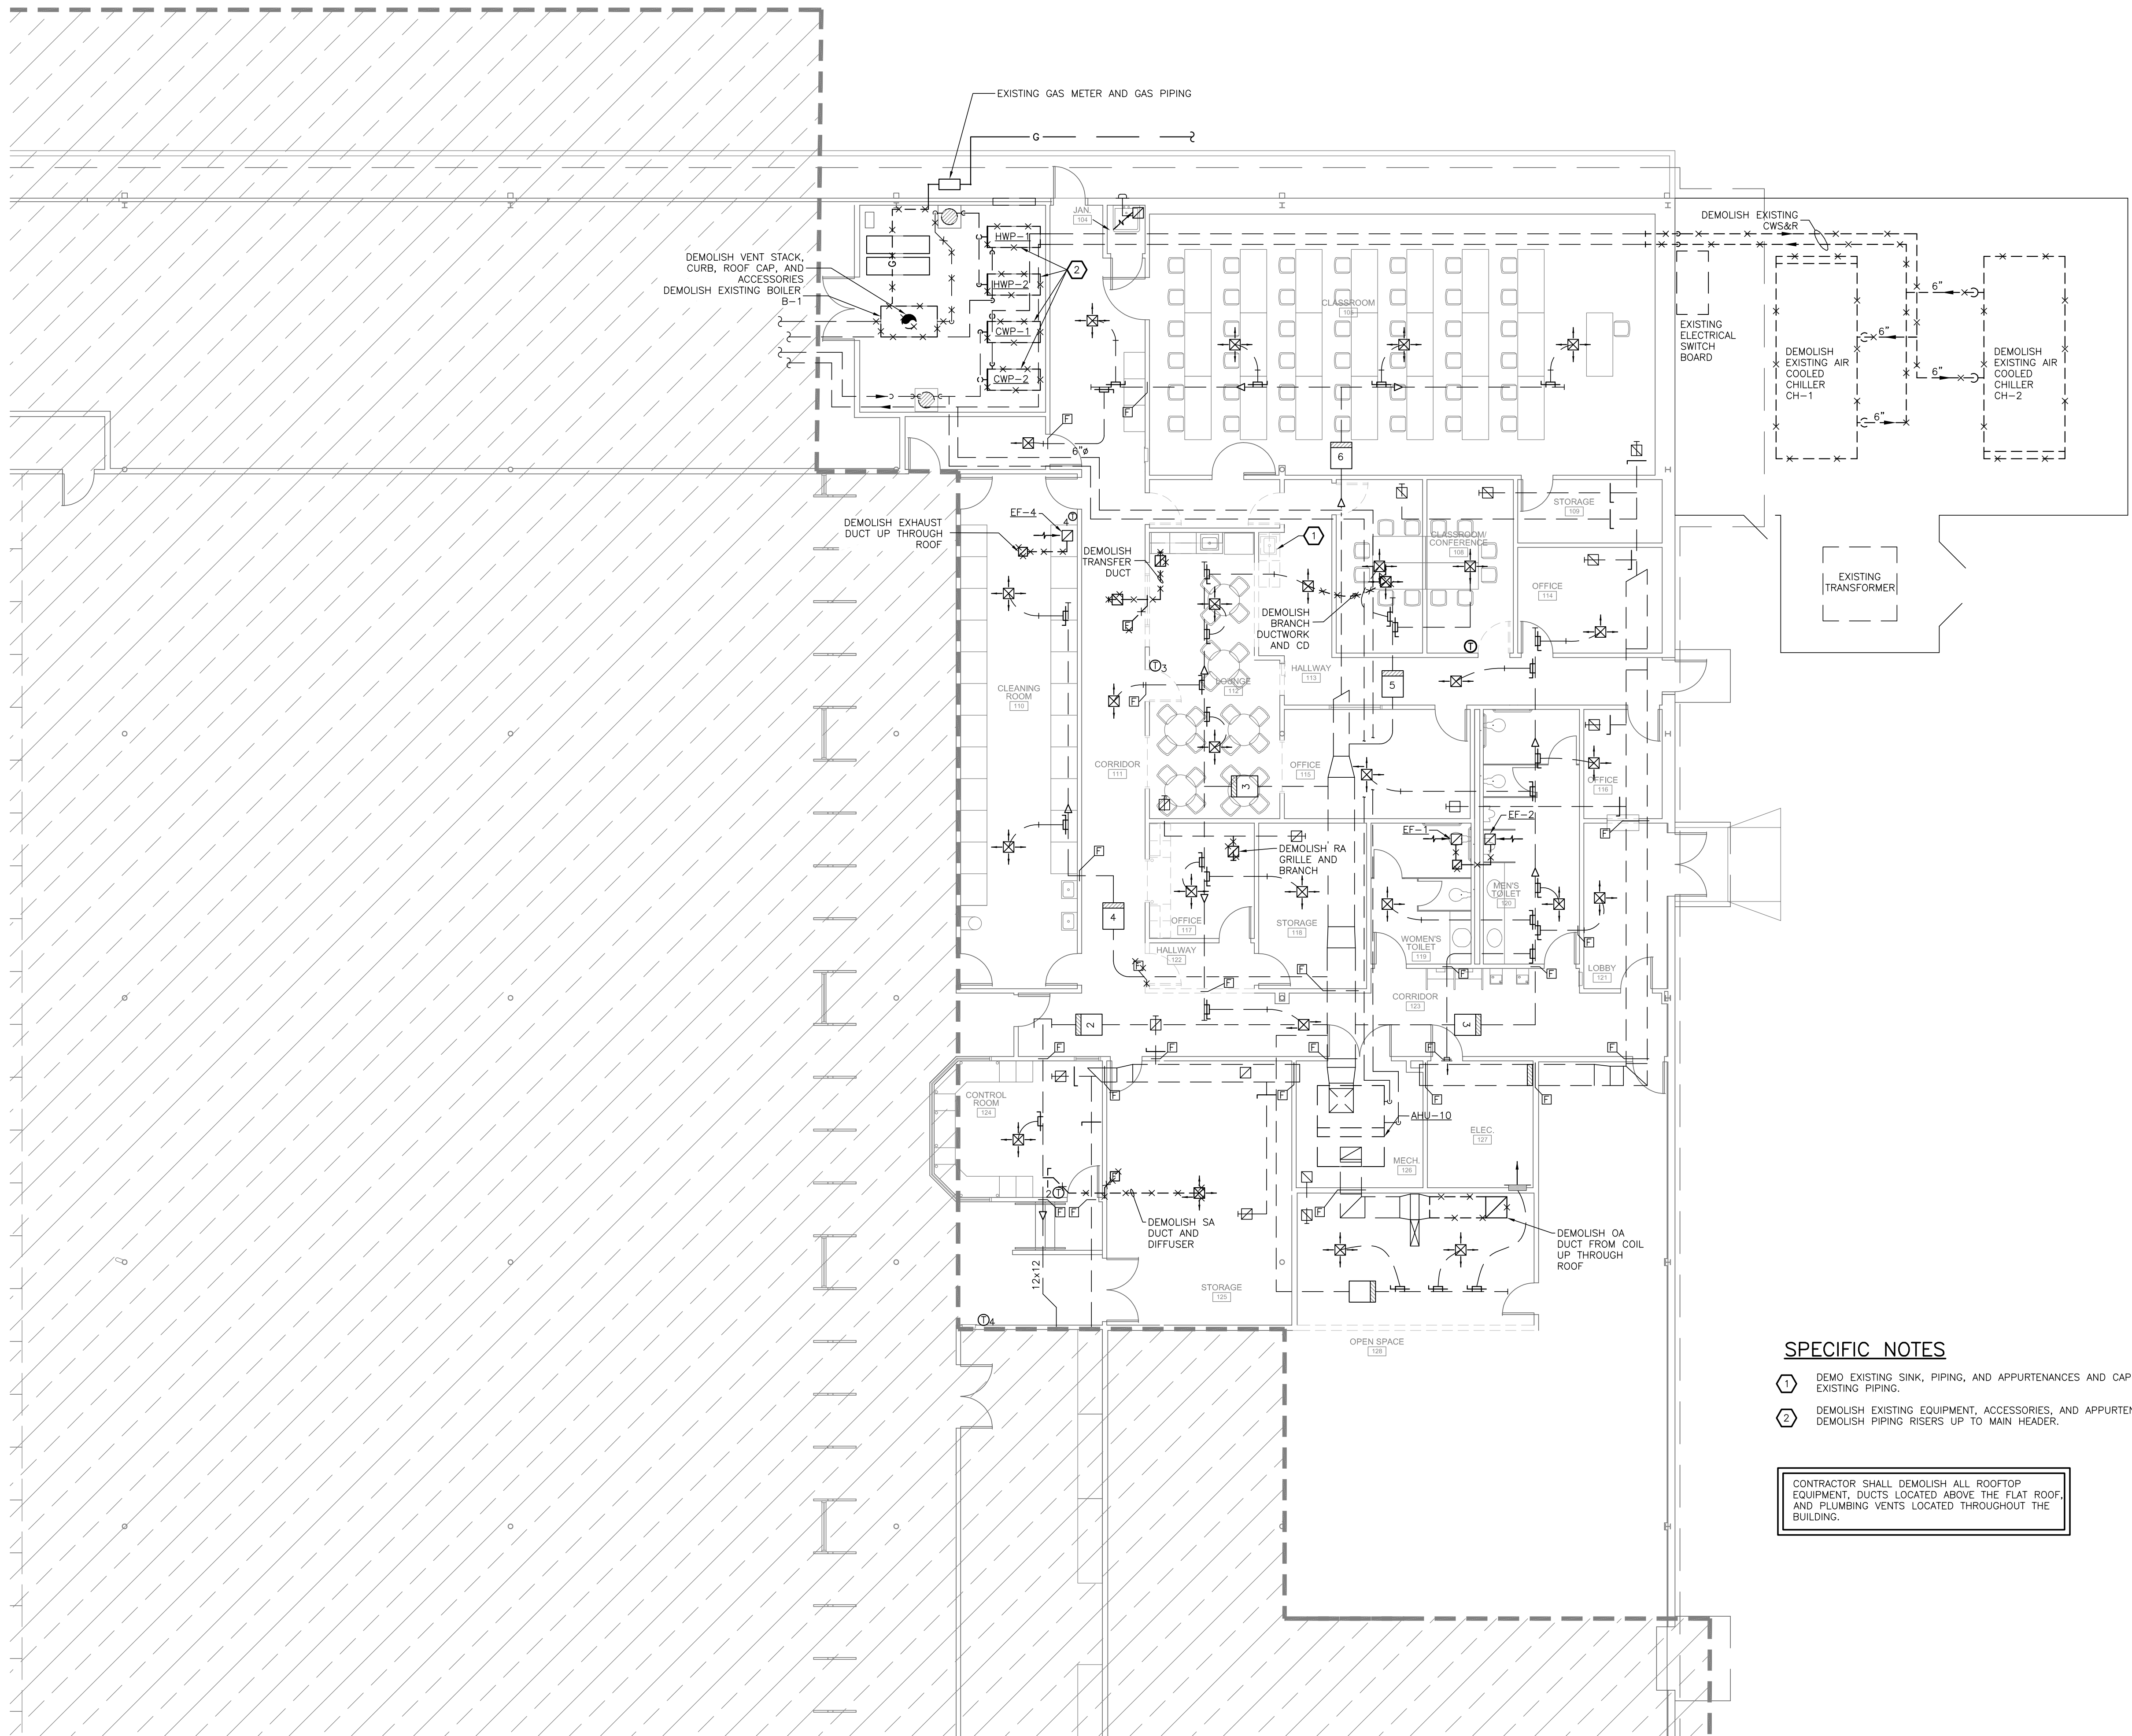 EXISTING GAS METER AND GAS PIPING
G
DEMOLISH EXISTING
CWS&R
JAN.
104
HWP-1
HWP-2
CWP-1
CWP-2
2
G
DEMOLISH VENT STACK,
CURB, ROOF CAP, AND
ACCESSORIES
DEMOLISH EXISTING BOILER
B-1
CLASSROOM
105
EXISTING
ELECTRICAL
SWITCH
BOARD
6"
6"
6"
6"
DEMOLISH
EXISTING AIR
COOLED
CHILLER
CH-1
DEMOLISH
EXISTING AIR
COOLED
CHILLER
CH-2
F
F
6"ø
6
STORAGE
109
EF-4
4
T
DEMOLISH EXHAUST
DUCT UP THROUGH
ROOF
DEMOLISH
TRANSFER
DUCT
1
CLASSROOM/
CONFERENCE
108
OFFICE
114
EXISTING
TRANSFORMER
DEMOLISH
BRANCH
DUCTWORK
AND CD
F
T
T 3
HALLWAY
113
CLEANING
ROOM
110
LOUNGE
112
5
F
CORRIDOR
111
OFFICE
115
OFFICE
116
3
EF-1
EF-2
F
F
DEMOLISH RA
GRILLE AND
BRANCH
MEN'S
TOILET
120
4
OFFICE
117
STORAGE
118
WOMEN'S
TOILET
119
HALLWAY
122
F
LOBBY
121
F
F
F
F
F
CORRIDOR
123
2
3
F
F
F
F
F
CONTROL
ROOM
124
F
F
F
AHU-10
ELEC.
127
MECH.
126
F
2 T
F
F
F
DEMOLISH SA
DUCT AND
DIFFUSER
DEMOLISH OA
DUCT FROM COIL
UP THROUGH
ROOF
12x12
STORAGE
125
T 4
OPEN SPACE
128
SPECIFIC NOTES
1 DEMO EXISTING SINK, PIPING, AND APPURTENANCES AND CAP
EXISTING PIPING.
2 DEMOLISH EXISTING EQUIPMENT, ACCESSORIES, AND APPURTEN
DEMOLISH PIPING RISERS UP TO MAIN HEADER.
CONTRACTOR SHALL DEMOLISH ALL ROOFTOP
EQUIPMENT, DUCTS LOCATED ABOVE THE FLAT ROOF,
AND PLUMBING VENTS LOCATED THROUGHOUT THE
BUILDING.